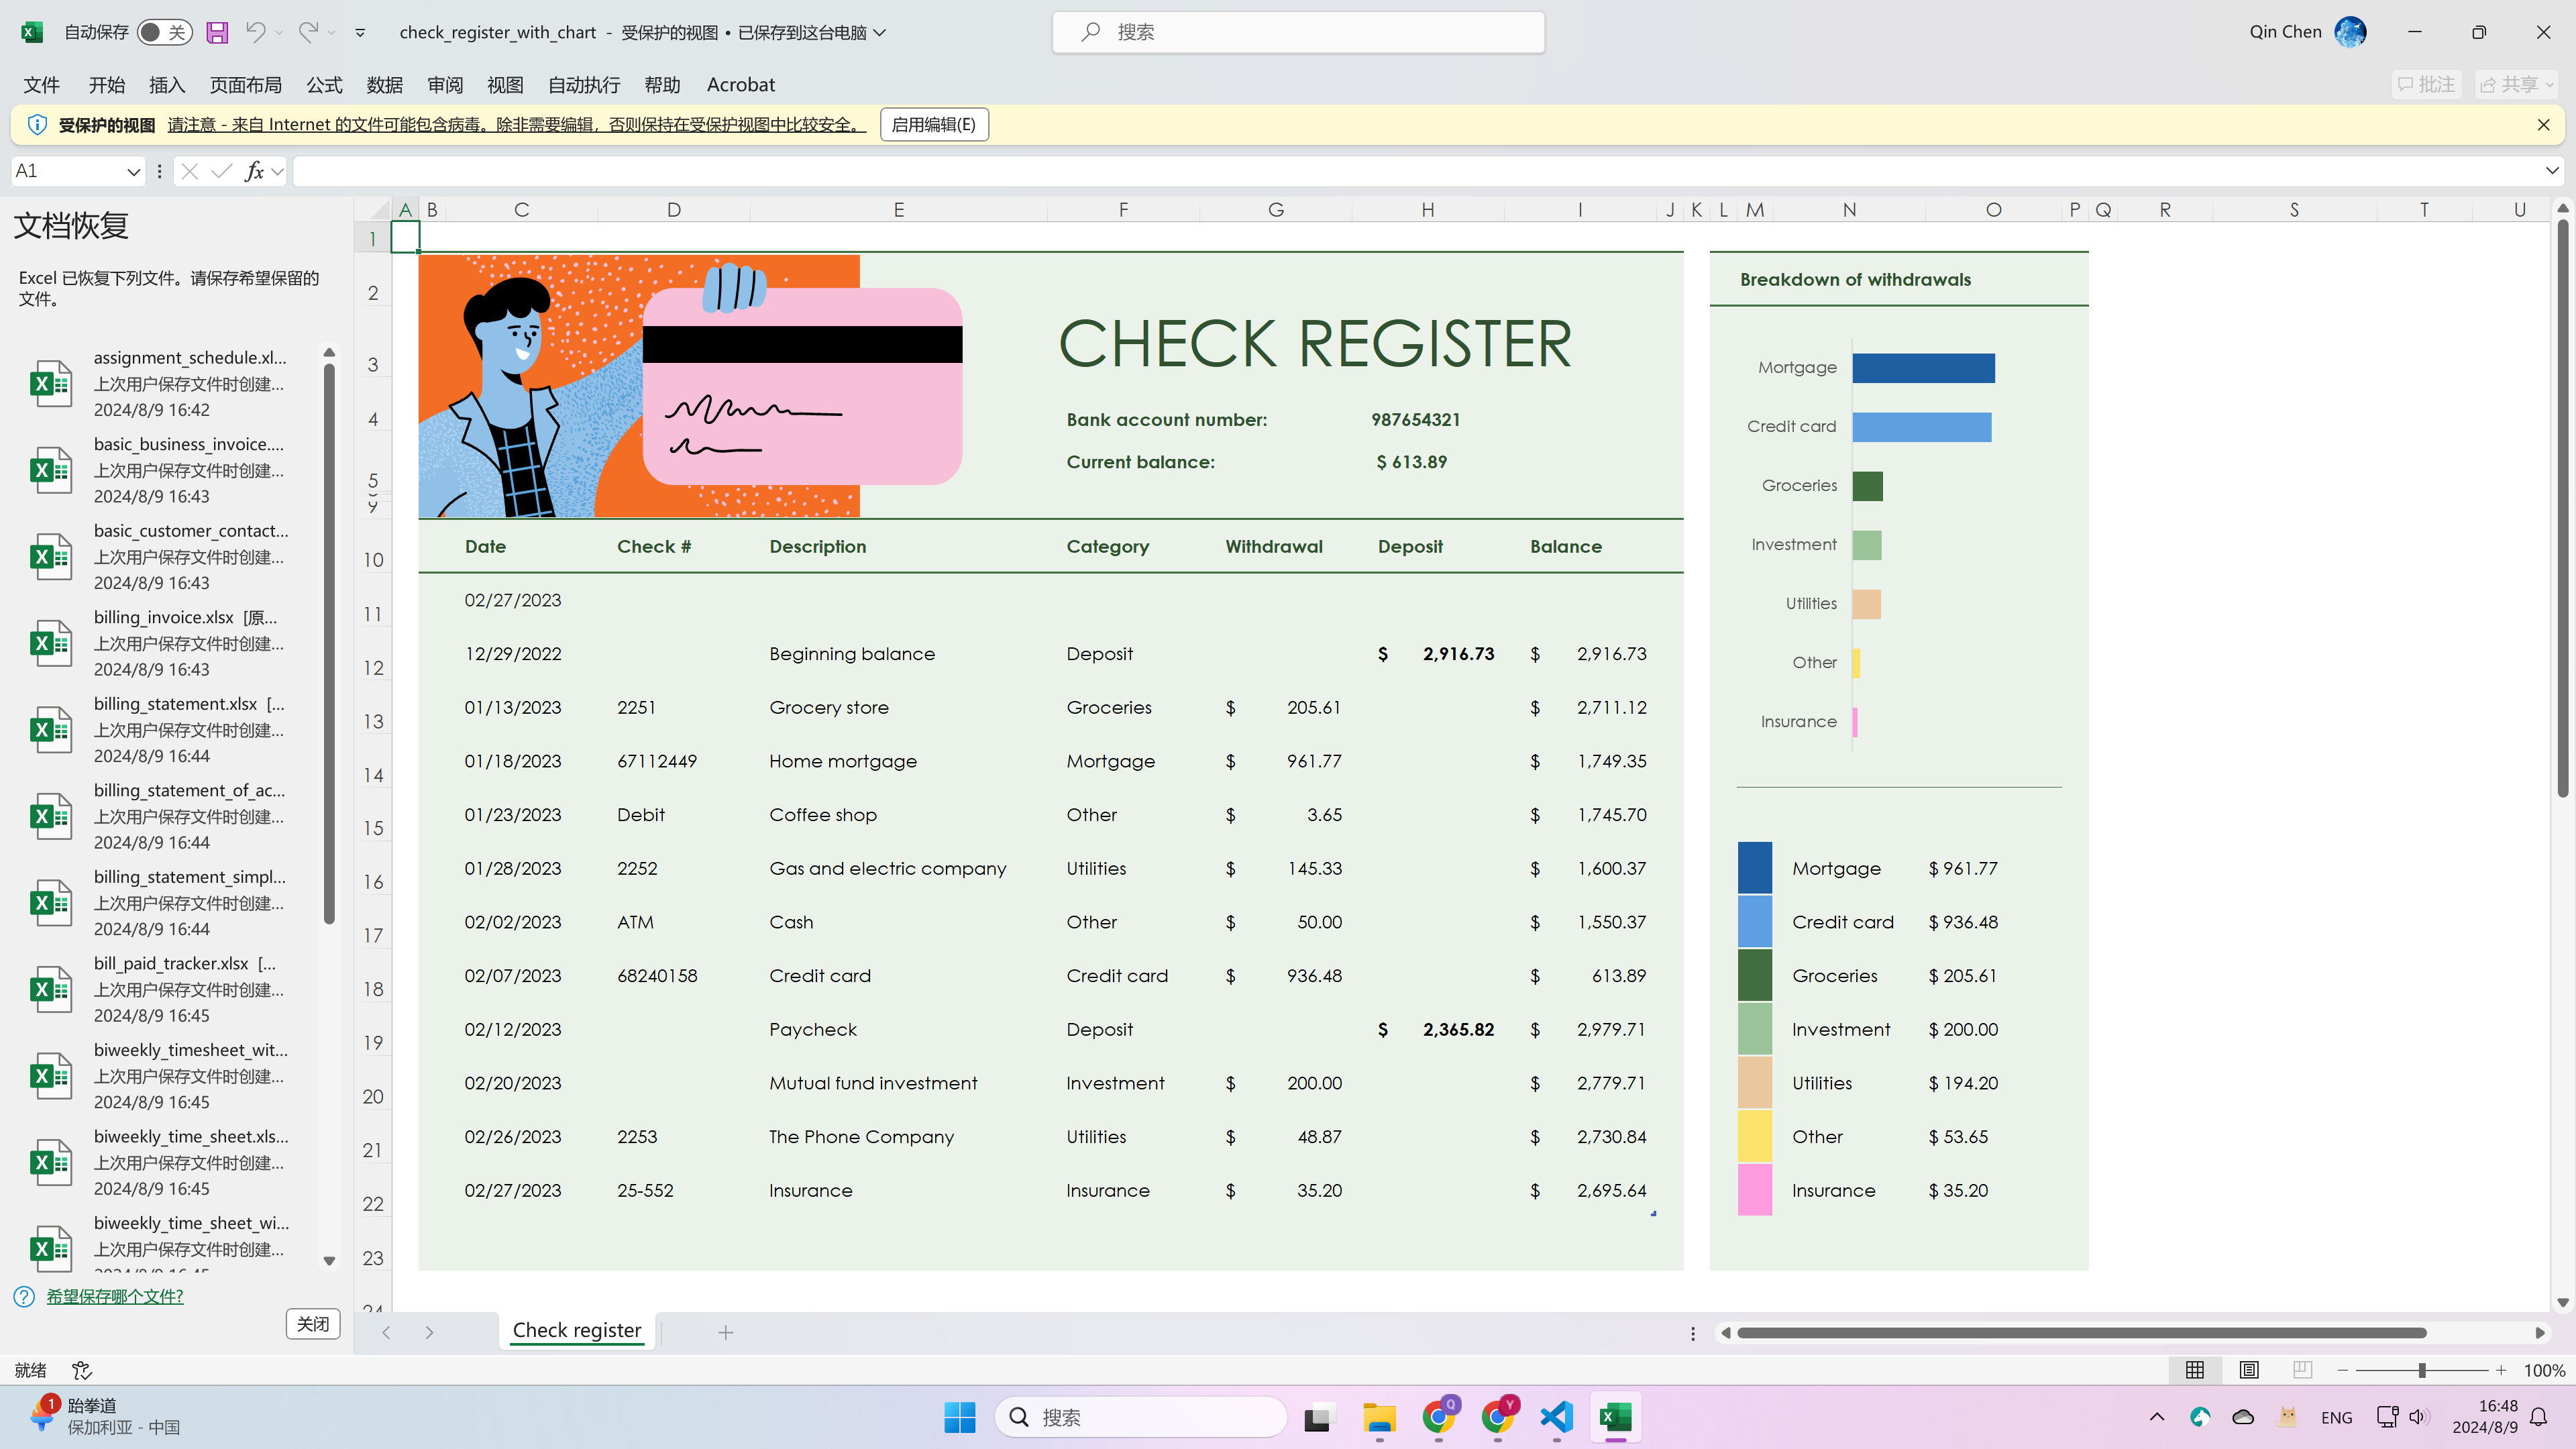 自动保存 关 check_register_with_chart - 受保护的视图 • 已保存到这台电脑 搜索 Qin Chen
文件 开始 插入 页面布局 公式 数据 审阅 视图 自动执行 帮助 Acrobat 批注 共享
受保护的视图 请注意 - 来自 Internet 的文件可能包含病毒。除非需要编辑，否则保持在受保护视图中比较安全。 启用编辑(E)
A1 fx
文档恢复
Excel 已恢复下列文件。请保存希望保留的
文件。
assignment_schedule.xl...
上次用户保存文件时创建...
2024/8/9 16:42
basic_business_invoice....
上次用户保存文件时创建...
2024/8/9 16:43
basic_customer_contact...
上次用户保存文件时创建...
2024/8/9 16:43
billing_invoice.xlsx [原...
上次用户保存文件时创建...
2024/8/9 16:43
billing_statement.xlsx [...
上次用户保存文件时创建...
2024/8/9 16:44
billing_statement_of_ac...
上次用户保存文件时创建...
2024/8/9 16:44
billing_statement_simpl...
上次用户保存文件时创建...
2024/8/9 16:44
bill_paid_tracker.xlsx [...
上次用户保存文件时创建...
2024/8/9 16:45
biweekly_timesheet_wit...
上次用户保存文件时创建...
2024/8/9 16:45
biweekly_time_sheet.xls...
上次用户保存文件时创建...
2024/8/9 16:45
biweekly_time_sheet_wi...
上次用户保存文件时创建...
希望保存哪个文件?
关闭
A B C D E F G H I J K L M N O P Q R S T U
1
2
3
4
5
9
10
11
12
13
14
15
16
17
18
19
20
21
22
23
24
CHECK REGISTER
Bank account number: 987654321
Current balance: $ 613.89
Date Check # Description Category Withdrawal Deposit Balance
02/27/2023
12/29/2022 Beginning balance Deposit $ 2,916.73 $ 2,916.73
01/13/2023 2251 Grocery store Groceries $ 205.61 $ 2,711.12
01/18/2023 67112449 Home mortgage Mortgage $ 961.77 $ 1,749.35
01/23/2023 Debit Coffee shop Other $ 3.65 $ 1,745.70
01/28/2023 2252 Gas and electric company Utilities $ 145.33 $ 1,600.37
02/02/2023 ATM Cash Other $ 50.00 $ 1,550.37
02/07/2023 68240158 Credit card Credit card $ 936.48 $ 613.89
02/12/2023 Paycheck Deposit $ 2,365.82 $ 2,979.71
02/20/2023 Mutual fund investment Investment $ 200.00 $ 2,779.71
02/26/2023 2253 The Phone Company Utilities $ 48.87 $ 2,730.84
02/27/2023 25-552 Insurance Insurance $ 35.20 $ 2,695.64
Breakdown of withdrawals
Mortgage
Credit card
Groceries
Investment
Utilities
Other
Insurance
Mortgage $ 961.77
Credit card $ 936.48
Groceries $ 205.61
Investment $ 200.00
Utilities $ 194.20
Other $ 53.65
Insurance $ 35.20
Check register
就绪 100%
1 跆拳道
保加利亚 - 中国
搜索
Q
Y
ENG
16:48
2024/8/9